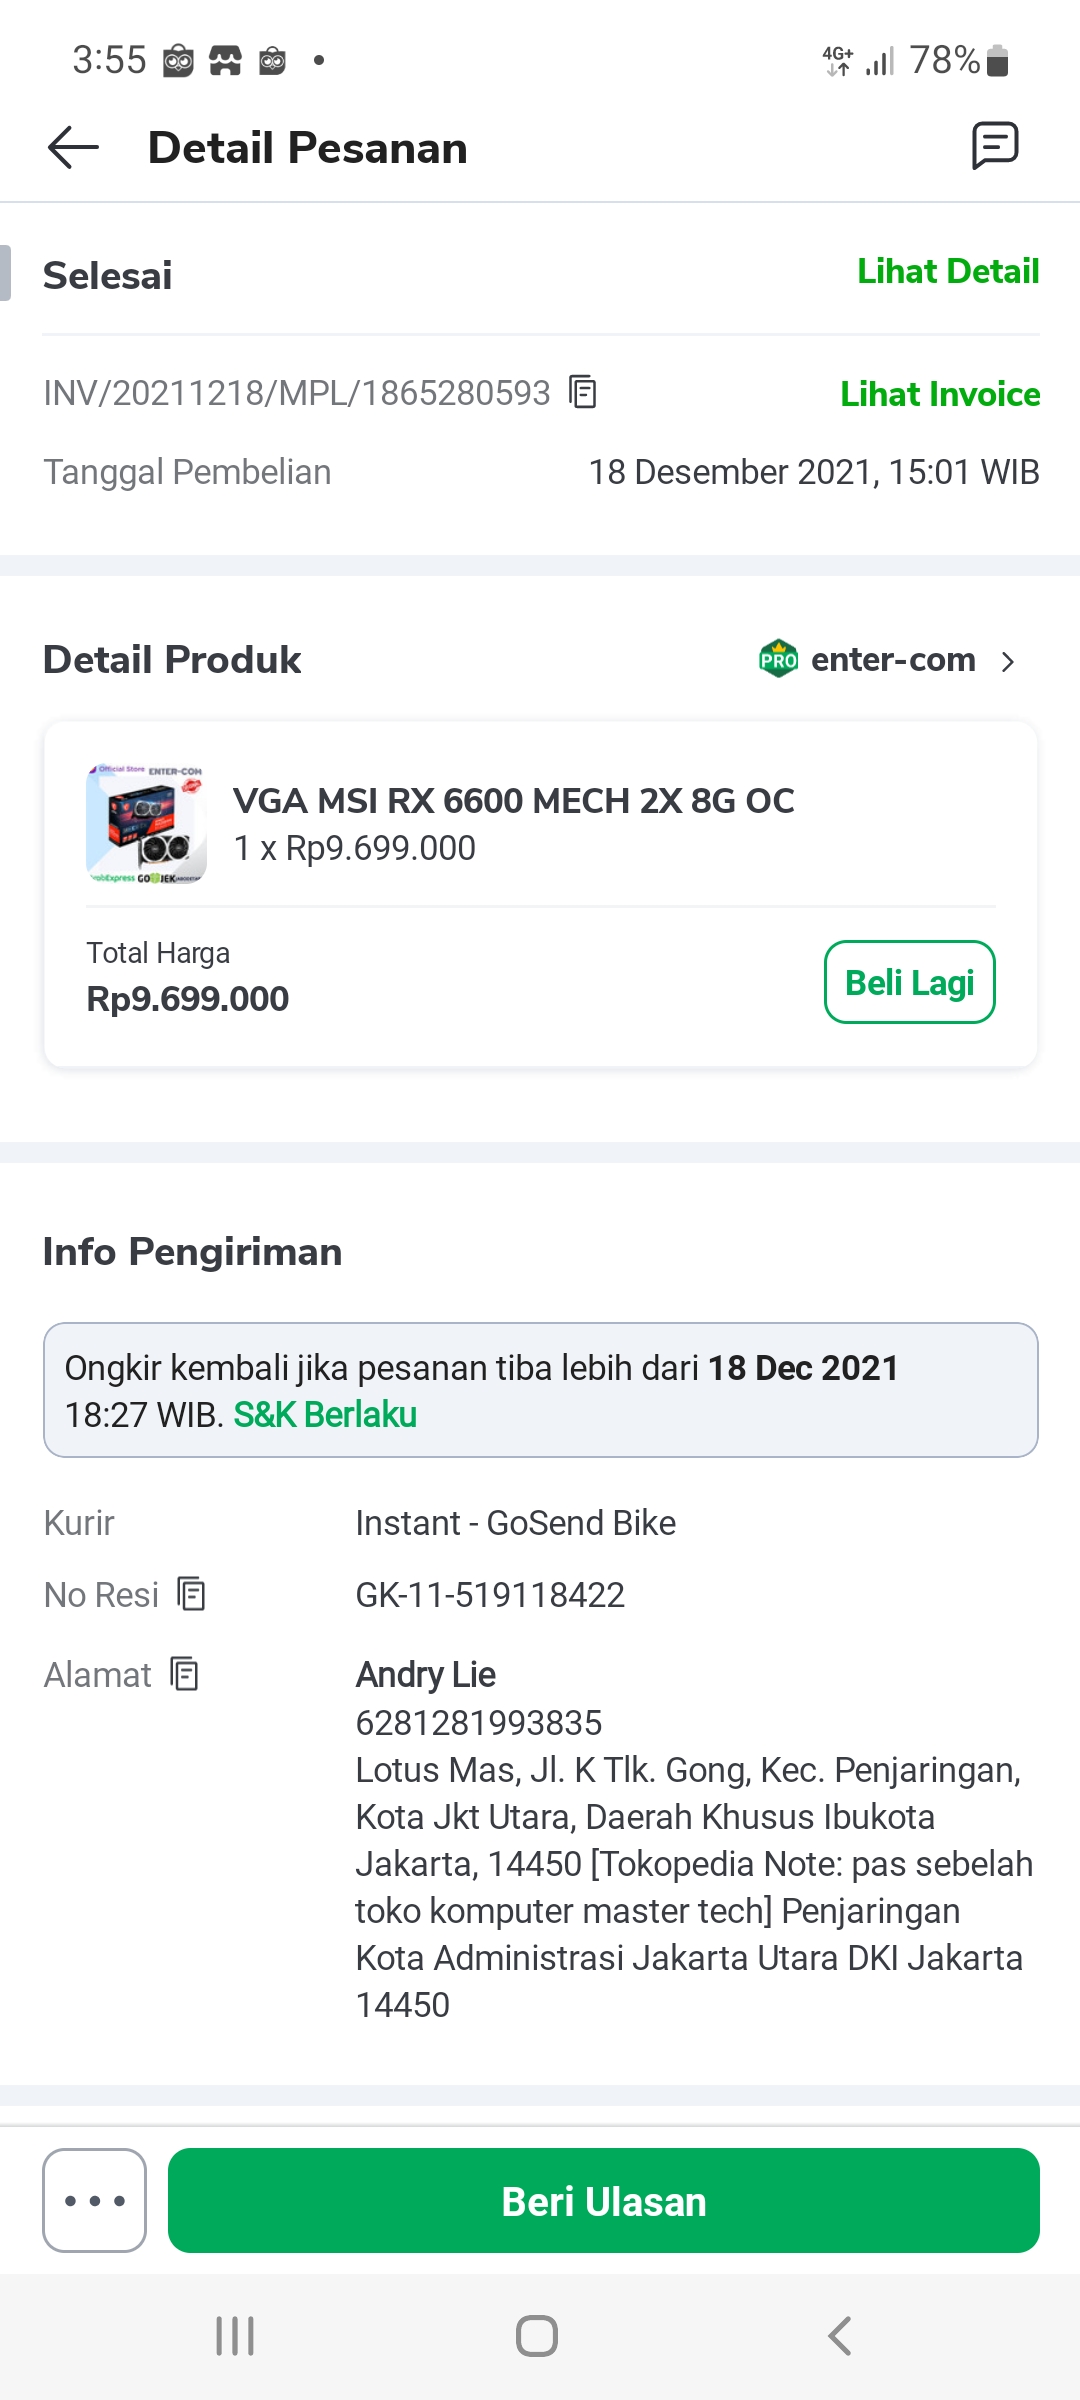 3:55
4G+ 78%
Detail Pesanan
Selesai
Lihat Detail
INV/20211218/MPL/1865280593
Lihat Invoice
Tanggal Pembelian
18 Desember 2021, 15:01 WIB
Detail Produk
PRO enter-com
Official Store ENTER-COM
VGA MSI RX 6600 MECH 2X 8G OC
1 x Rp9.699.000
GOJEK
Total Harga
Rp9.699.000
Beli Lagi
Info Pengiriman
Ongkir kembali jika pesanan tiba lebih dari 18 Dec 2021
18:27 WIB. S&K Berlaku
Kurir
Instant - GoSend Bike
No Resi
GK-11-519118422
Alamat
Andry Lie
6281281993835
Lotus Mas, Jl. K Tlk. Gong, Kec. Penjaringan,
Kota Jkt Utara, Daerah Khusus Ibukota
Jakarta, 14450 [Tokopedia Note: pas sebelah
toko komputer master tech] Penjaringan
Kota Administrasi Jakarta Utara DKI Jakarta
14450
Beri Ulasan